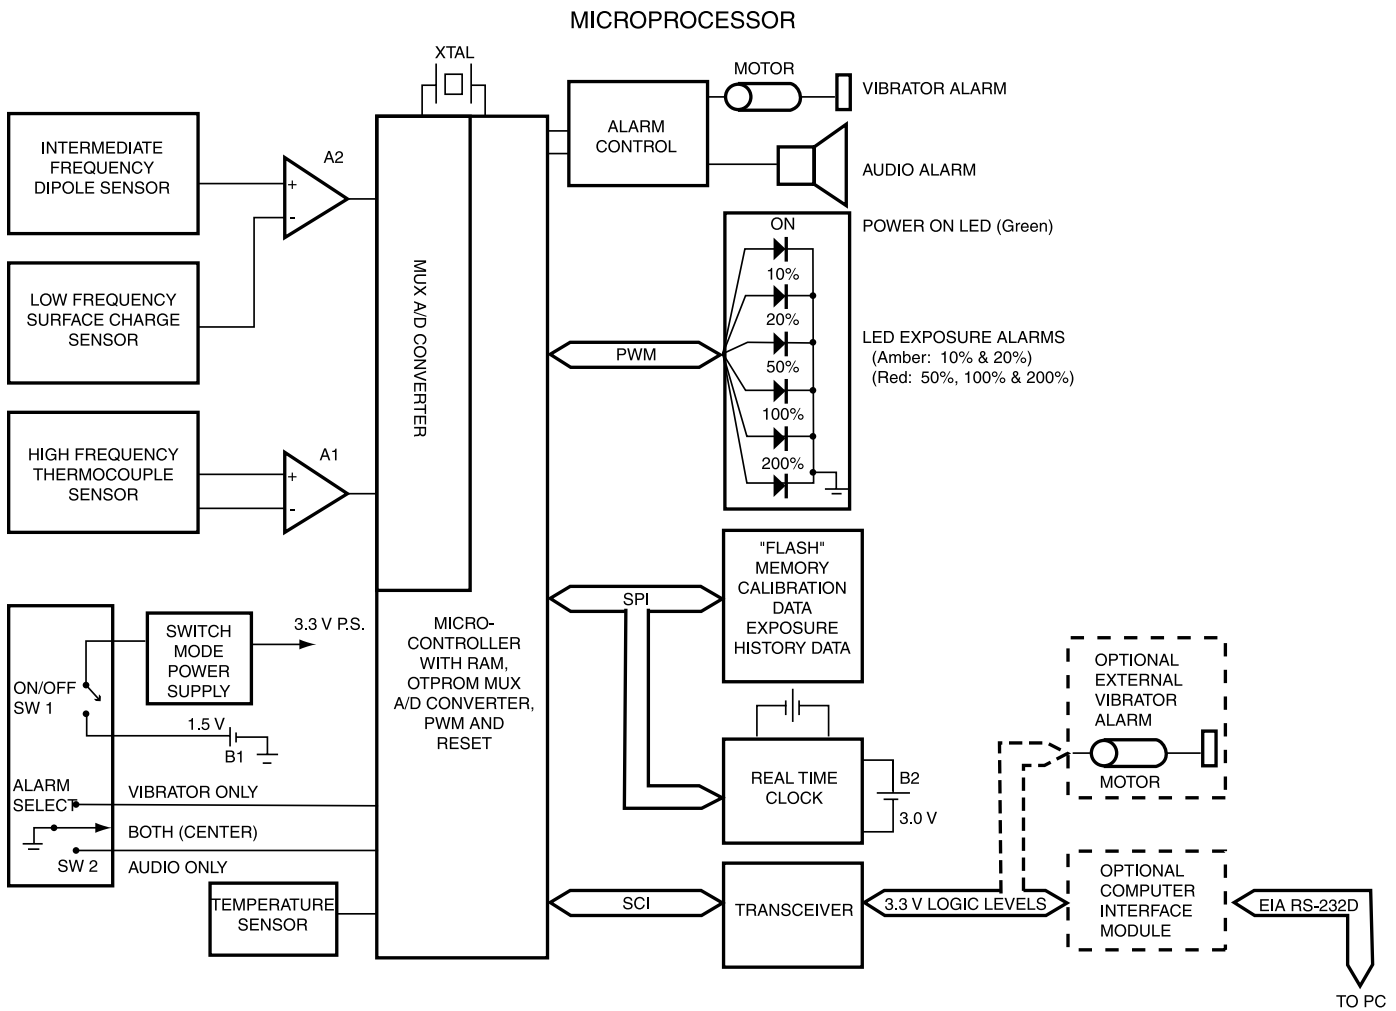 MICROPROCESSOR
XTAL
INTERMEDIATE
FREQUENCY
DIPOLE SENSOR
A2
+
-
LOW FREQUENCY
SURFACE CHARGE
SENSOR
HIGH FREQUENCY
THERMOCOUPLE
SENSOR
A1
+
-
MUX A/D CONVERTER
MICRO-
CONTROLLER
WITH RAM,
OTPROM MUX
A/D CONVERTER,
PWM AND
RESET
SWITCH
MODE
POWER
SUPPLY
3.3 V P.S.
ON/OFF
SW 1
1.5 V
B1
ALARM
SELECT
VIBRATOR ONLY
BOTH (CENTER)
SW 2
AUDIO ONLY
TEMPERATURE
SENSOR
ALARM
CONTROL
MOTOR
VIBRATOR ALARM
AUDIO ALARM
ON
10%
20%
50%
100%
200%
POWER ON LED (Green)
LED EXPOSURE ALARMS
(Amber: 10% & 20%)
(Red: 50%, 100% & 200%)
PWM
SPI
"FLASH"
MEMORY
CALIBRATION
DATA
EXPOSURE
HISTORY DATA
REAL TIME
CLOCK
B2
3.0 V
SCI
TRANSCEIVER
3.3 V LOGIC LEVELS
OPTIONAL
EXTERNAL
VIBRATOR
ALARM
MOTOR
OPTIONAL
COMPUTER
INTERFACE
MODULE
EIA RS-232D
TO PC